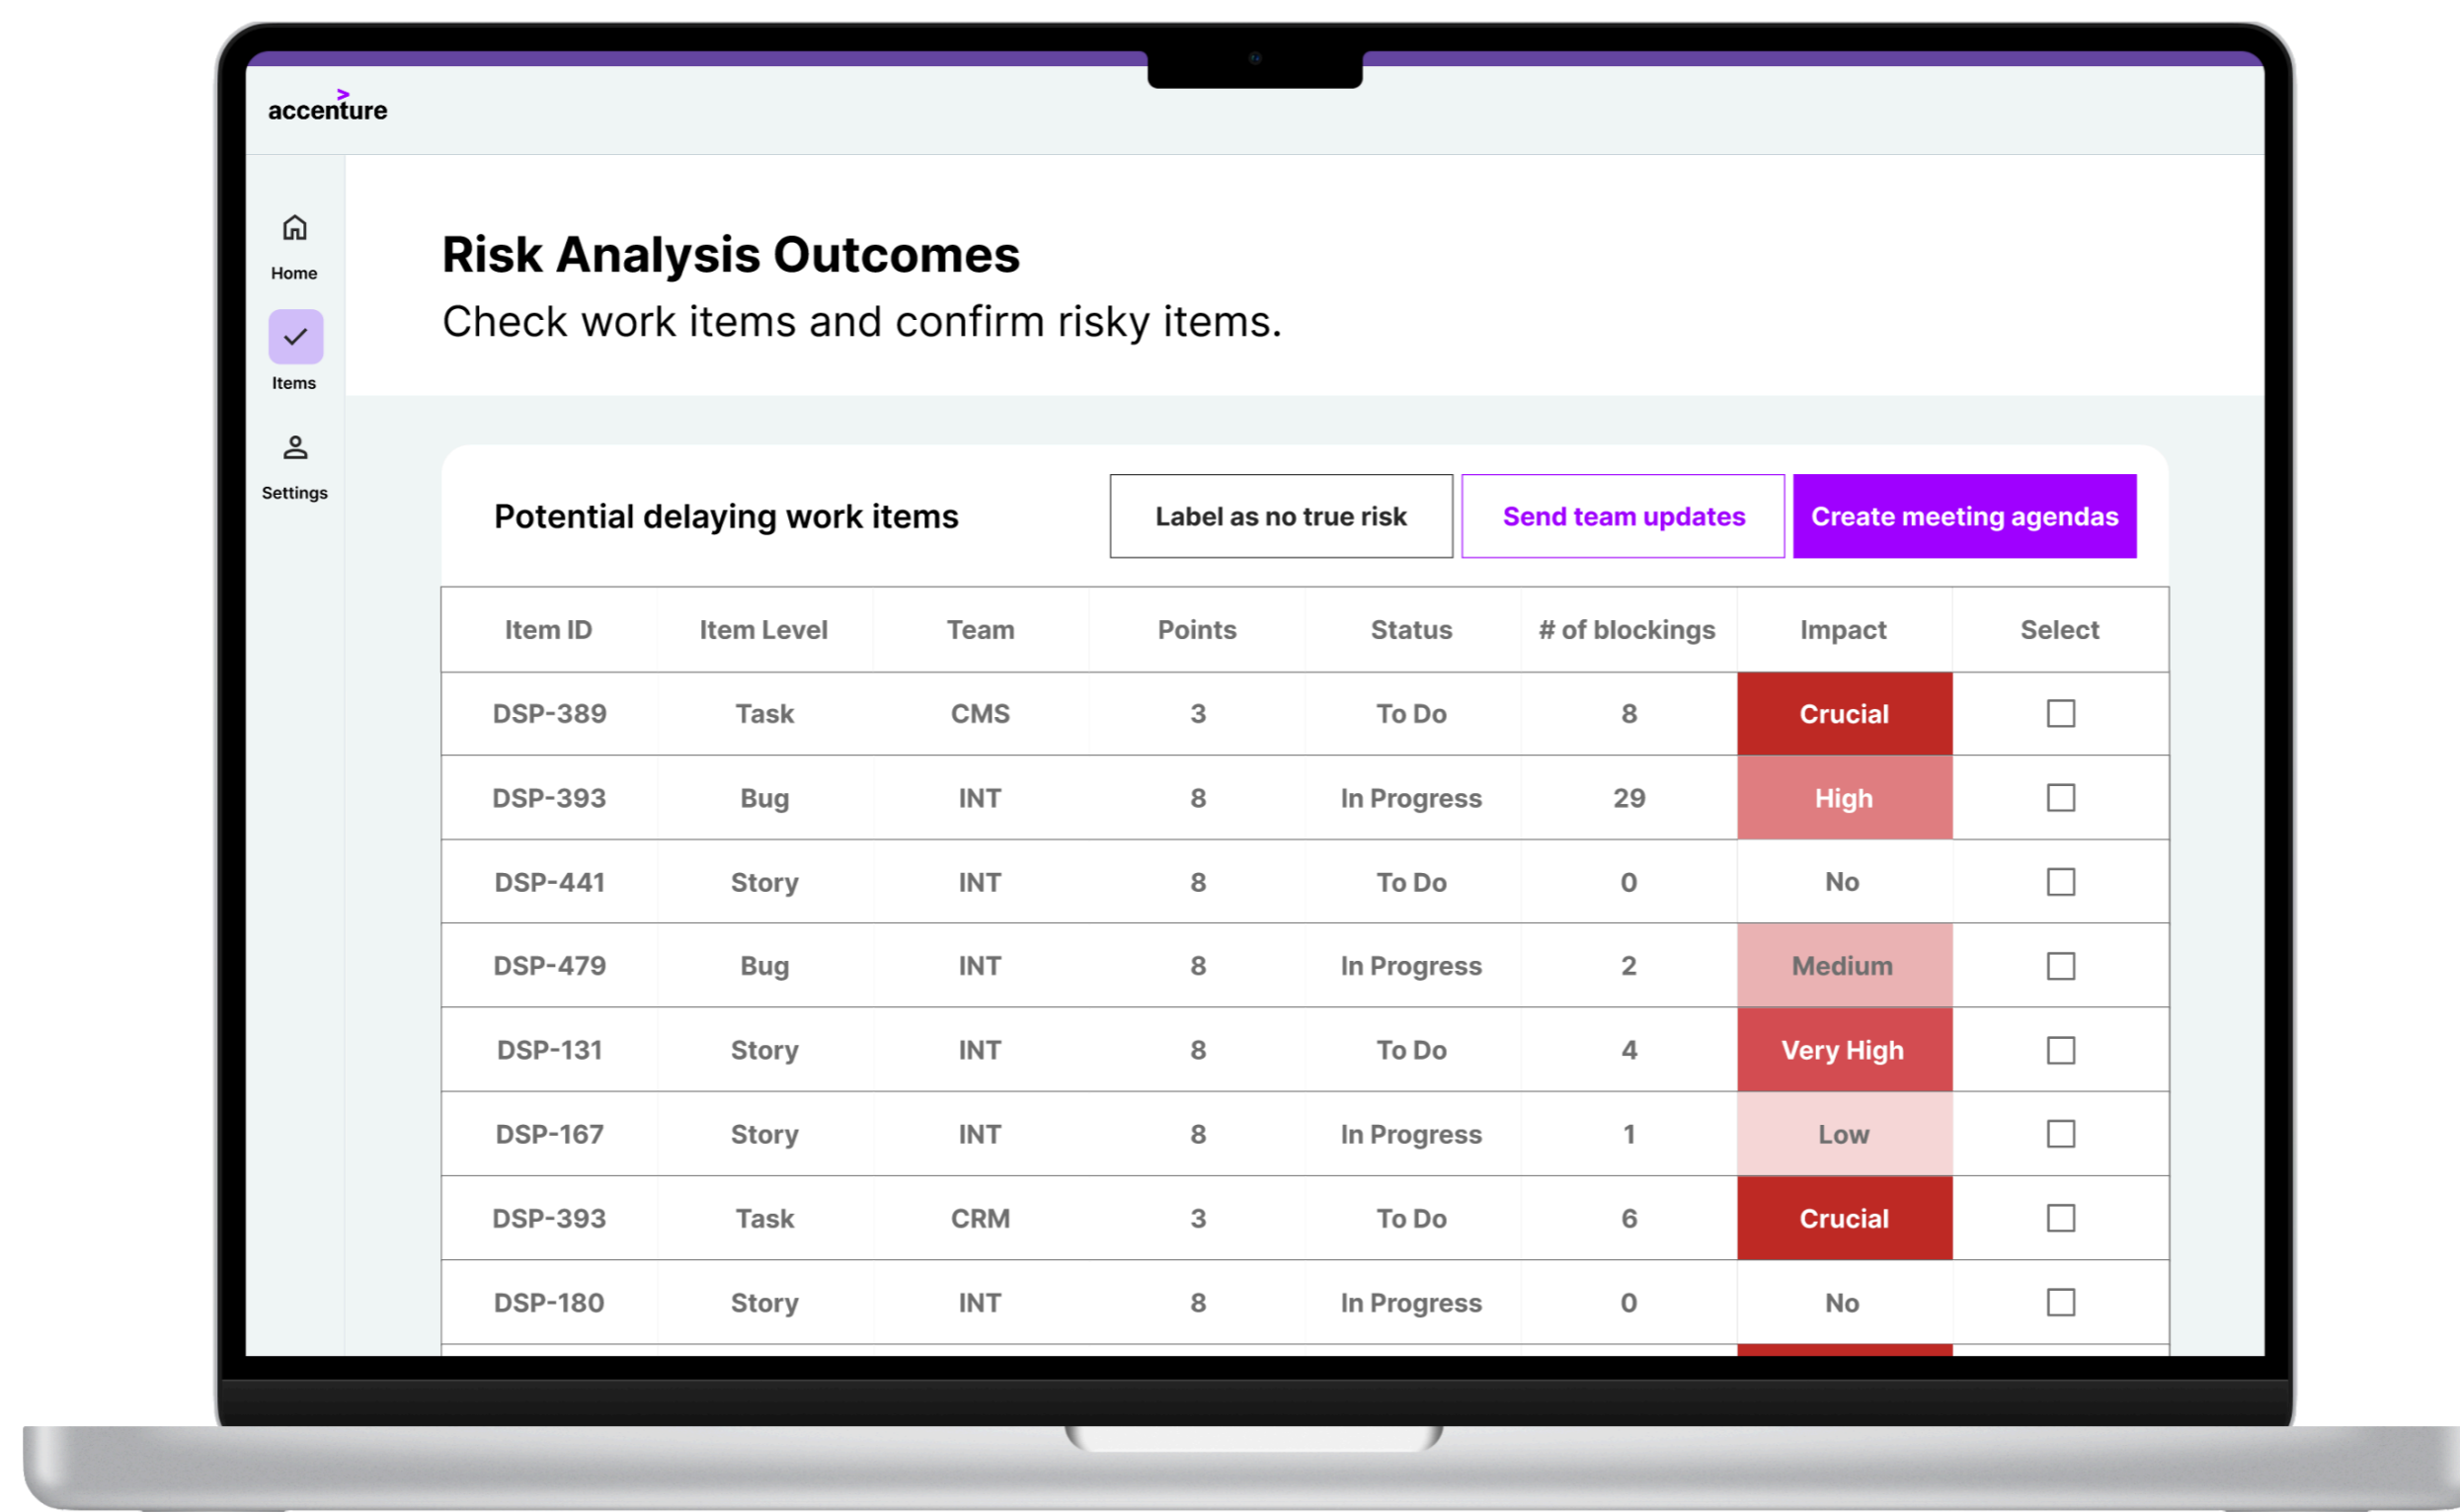 accenture
Home
Items
Settings
Risk Analysis Outcomes
Check work items and confirm risky items.
Potential delaying work items
Label as no true risk
Send team updates
Create meeting agendas
Item ID Item Level Team Points Status # of blockings Impact Select
DSP-389 Task CMS 3 To Do 8 Crucial
DSP-393 Bug INT 8 In Progress 29 High
DSP-441 Story INT 8 To Do 0 No
DSP-479 Bug INT 8 In Progress 2 Medium
DSP-131 Story INT 8 To Do 4 Very High
DSP-167 Story INT 8 In Progress 1 Low
DSP-393 Task CRM 3 To Do 6 Crucial
DSP-180 Story INT 8 In Progress 0 No